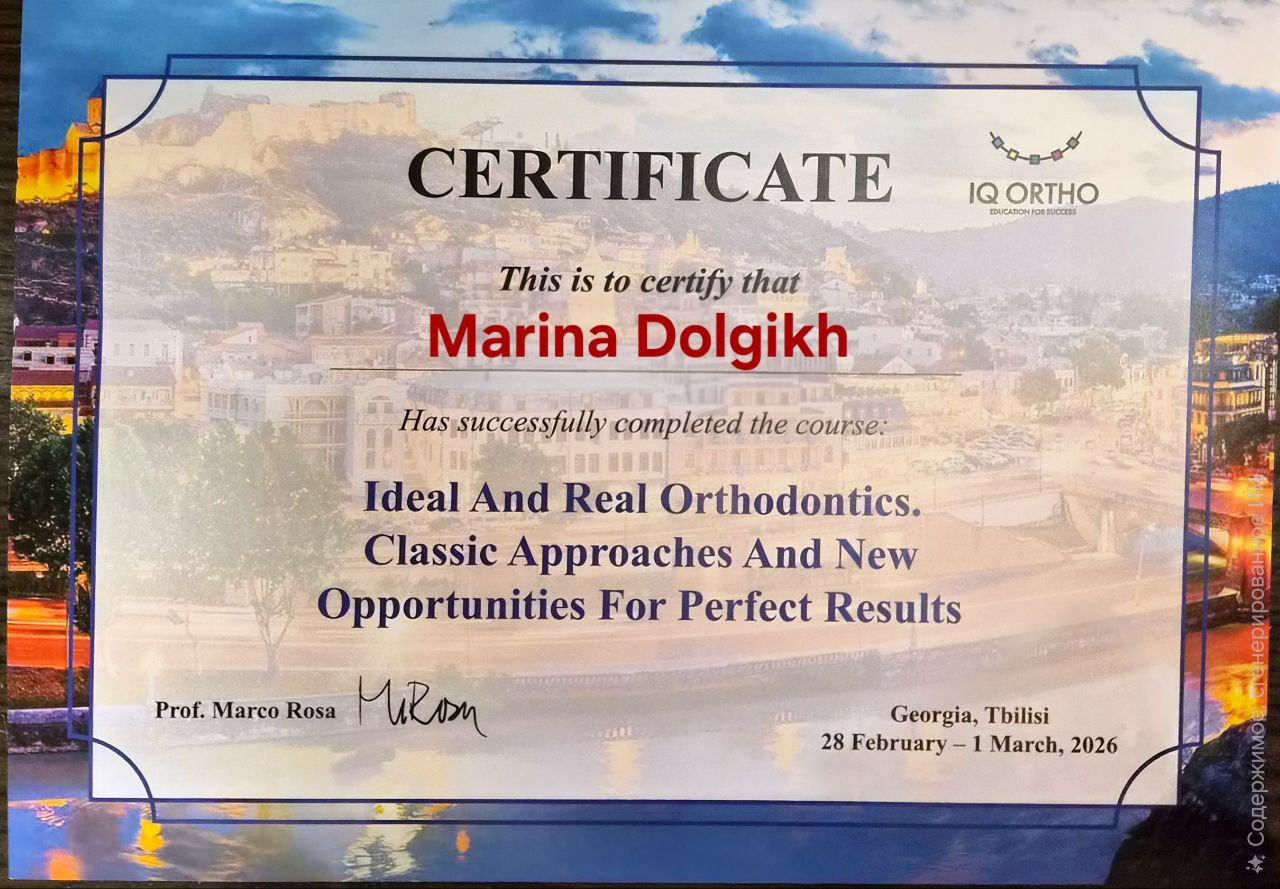 CERTIFICATE
IQ ORTHO
EDUCATION FOR SUCCESS
This is to certify that
Marina Dolgikh
Has successfully completed the course:
Ideal And Real Orthodontics.
Classic Approaches And New
Opportunities For Perfect Results
Prof. Marco Rosa
MRosa
Georgia, Tbilisi
28 February – 1 March, 2026
Содержимое, сгенерированное ИИ